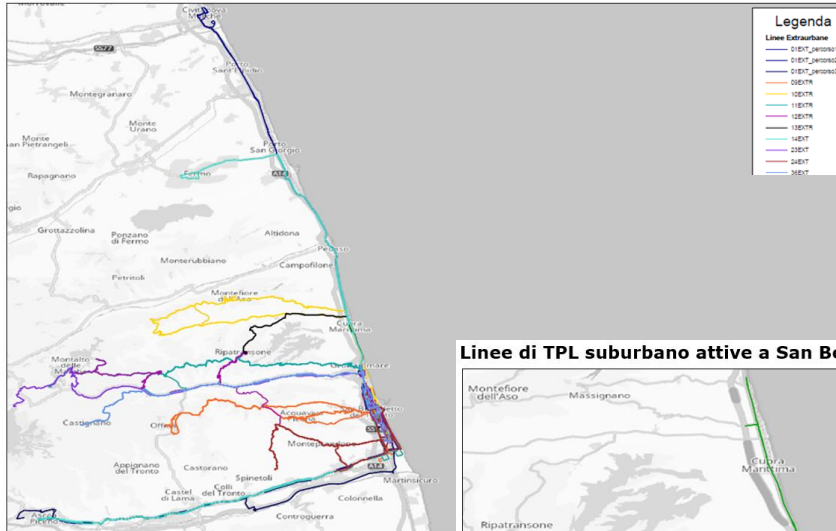 Legenda
Linee Extraurbane
01EXT_percorso1
01EXT_percorso2
01EXT_percorso3
09EXTR
10EXTR
11EXTR
12EXTR
13EXTR
14EXT
23EXT
24EXT
36EXT
Civitanova
Marche
SS77
Porto
Sant'Elpidio
Montegranaro
Monte
Urano
Monte
San Pietrangeli
Porto
San Giorgio
Rapagnano
Fermo
A14
Grottazzolina
Ponzano
di Fermo
Altidona
Pedaso
Monterubbiano
Campofilone
Petritoli
Montefiore
dell'Aso
Cupra
Marittima
Ripatransone
Montalto
delle
Castignano
Offida
Acquaviva
Picena
Monteprandone
Appignano
del Tronto
Castorano
Spinetoli
A14
Martinsicuro
Castel
di Lama
Colli
del Tronto
Colonnella
Controguerra
Ascoli
Piceno
Linee di TPL suburbano attive a San Be
Montefiore
dell'Aso
Massignano
Cupra
Marittima
Ripatransone